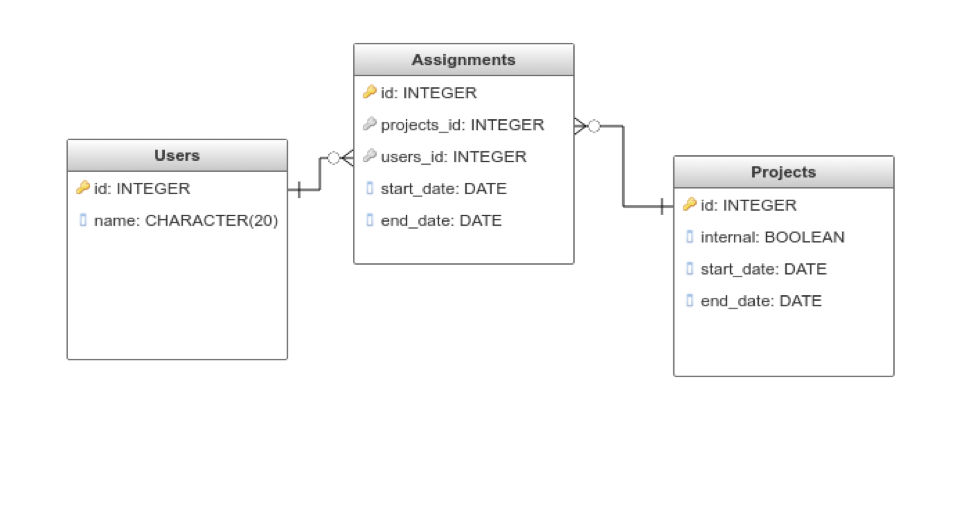 Assignments
id: INTEGER
projects_id: INTEGER
users_id: INTEGER
start_date: DATE
end_date: DATE
Users
id: INTEGER
name: CHARACTER(20)
Projects
id: INTEGER
internal: BOOLEAN
start_date: DATE
end_date: DATE